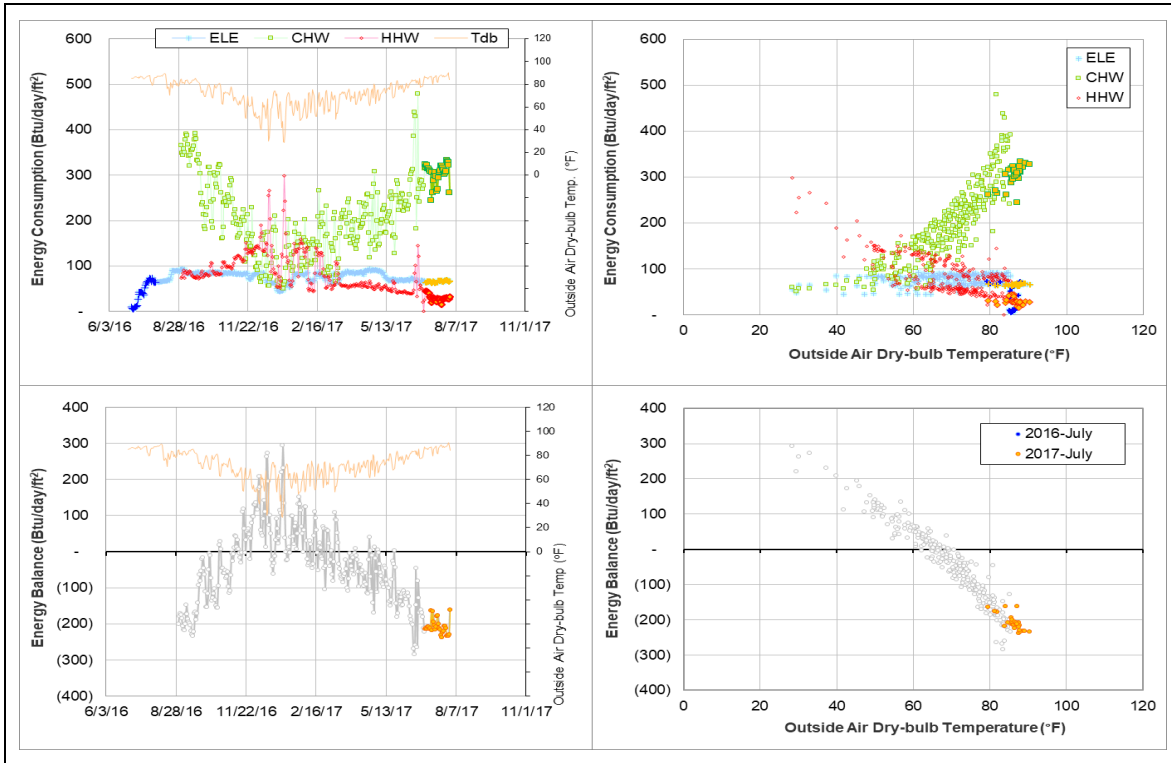 ELE CHW HHW Tdb
Energy Consumption (Btu/day/ft²)
600
500
400
300
200
100
-
120
100
80
60
40
20
0
Outside Air Dry-bulb Temp. (°F)
6/3/16 8/28/16 11/22/16 2/16/17 5/13/17 8/7/17 11/1/17
ELE
CHW
HHW
Energy Consumption (Btu/day/ft²)
600
500
400
300
200
100
-
0 20 40 60 80 100 120
Outside Air Dry-bulb Temperature (°F)
Energy Balance (Btu/day/ft²)
400
300
200
100
-
(100)
(200)
(300)
(400)
120
100
80
60
40
20
0
Outside Air Dry-bulb Temp (°F)
6/3/16 8/28/16 11/22/16 2/16/17 5/13/17 8/7/17 11/1/17
2016-July
2017-July
Energy Balance (Btu/day/ft²)
400
300
200
100
-
(100)
(200)
(300)
(400)
0 20 40 60 80 100 120
Outside Air Dry-bulb Temperature (°F)